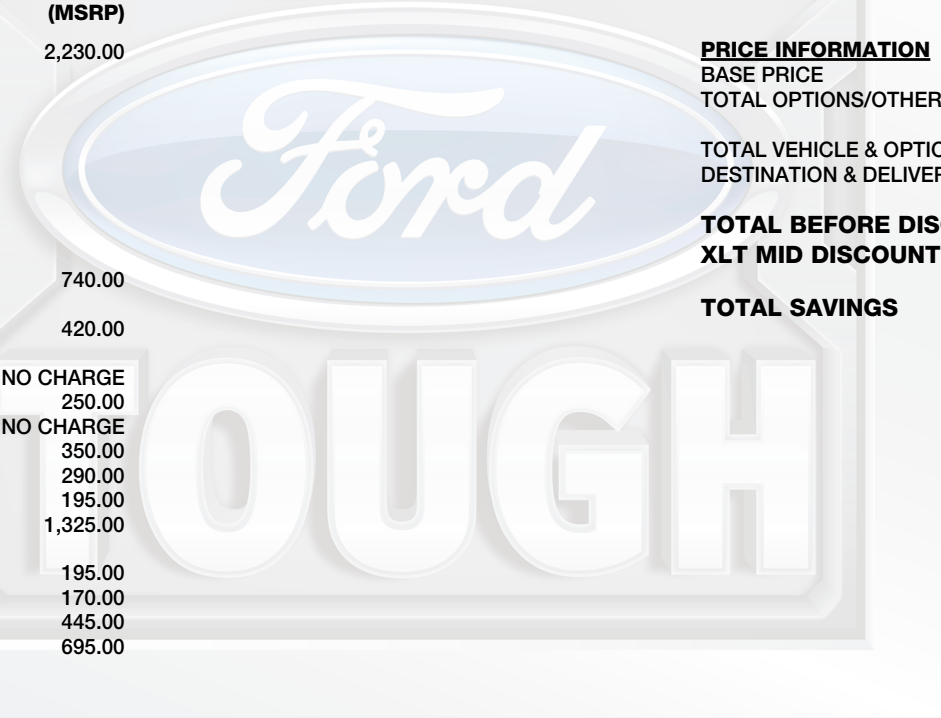 (MSRP)
2,230.00
740.00
420.00
NO CHARGE
250.00
NO CHARGE
350.00
290.00
195.00
1,325.00
195.00
170.00
445.00
695.00
PRICE INFORMATION
BASE PRICE
TOTAL OPTIONS/OTHER
TOTAL VEHICLE & OPTIO
DESTINATION & DELIVER
TOTAL BEFORE DISC
XLT MID DISCOUNT
TOTAL SAVINGS
Ford
TOUGH